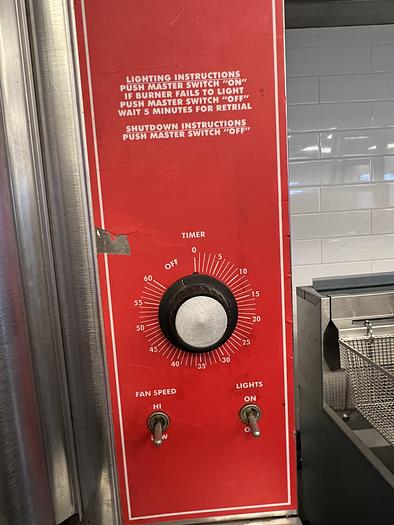 LIGHTING INSTRUCTIONS
PUSH MASTER SWITCH "ON"
IF BURNER FAILS TO LIGHT
PUSH MASTER SWITCH "OFF"
WAIT 5 MINUTES FOR RETRIAL
SHUTDOWN INSTRUCTIONS
PUSH MASTER SWITCH "OFF"
TIMER
OFF
0
5
10
15
20
25
30
35
40
45
50
55
60
FAN SPEED
HI
LIGHTS
ON